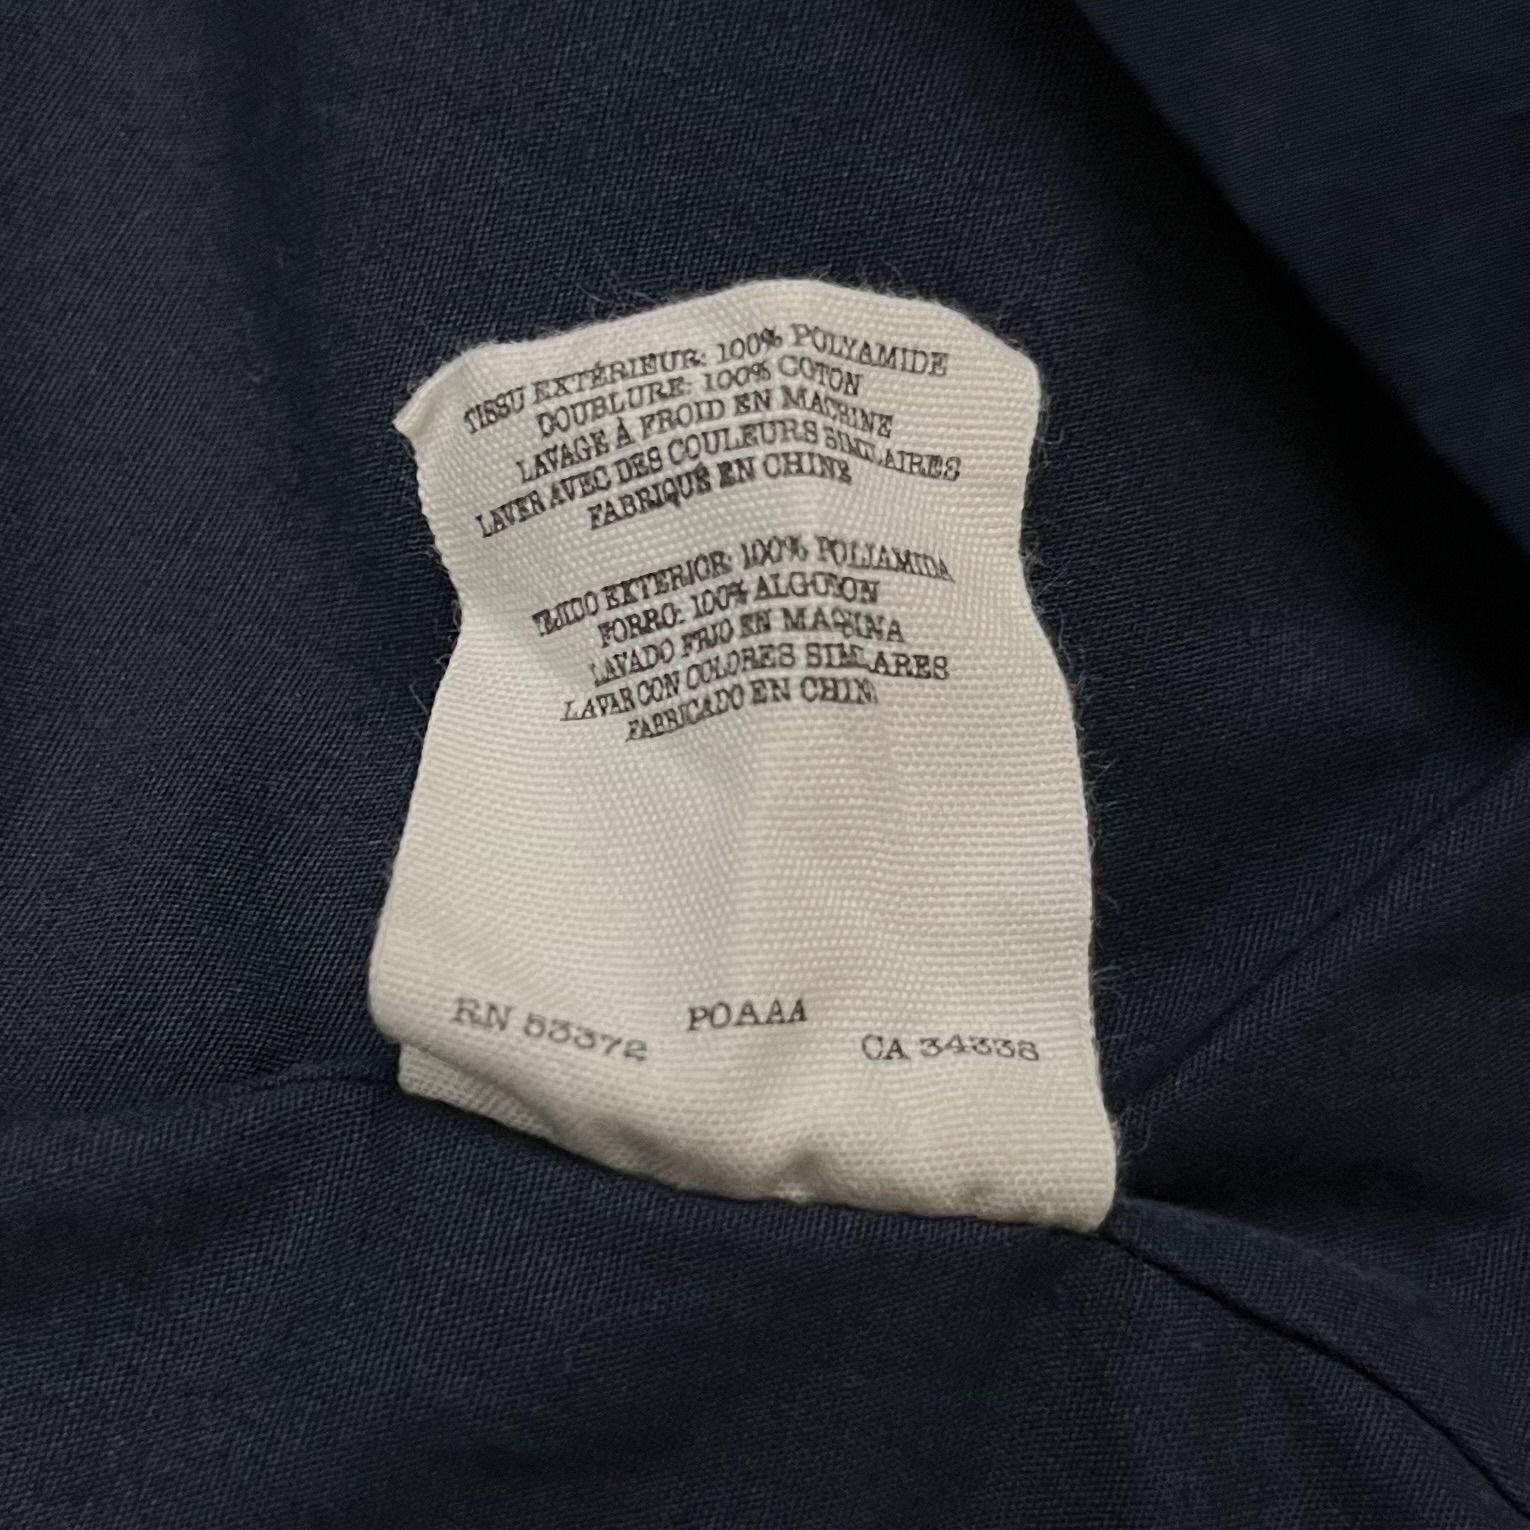 TISSU EXTÉRIEUR: 100% POLYAMIDE
DOUBLURE: 100% COTON
LAVAGE À FROID EN MACHINE
LAVER AVEC DES COULEURS SIMILAIRES
FABRIQUÉ EN CHINE
TEJIDO EXTERIOR: 100% POLIAMIDA
FORRO: 100% ALGODON
LAVADO FRIO EN MAQUINA
LAVAR CON COLORES SIMILARES
FABRICADO EN CHINA
RN 53372 POAAA CA 34338